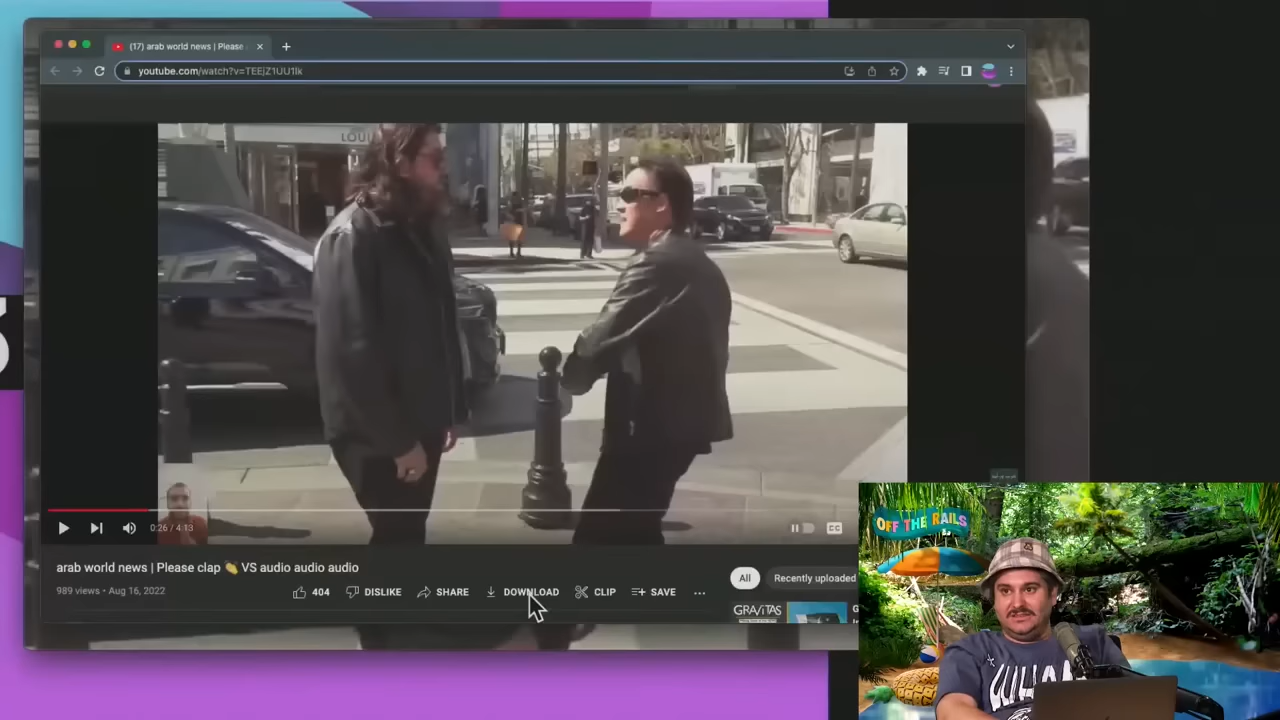 (17) arab world news | Please
youtube.com/watch?v=TEEjZ1UU1lk
LOUI
0:26 / 4:13
CC
arab world news | Please clap 👏 VS audio audio audio
989 views • Aug 16, 2022
404
DISLIKE
SHARE
DOWNLOAD
CLIP
SAVE
All
Recently uploaded
GRAVITAS
OFF THE RAILS